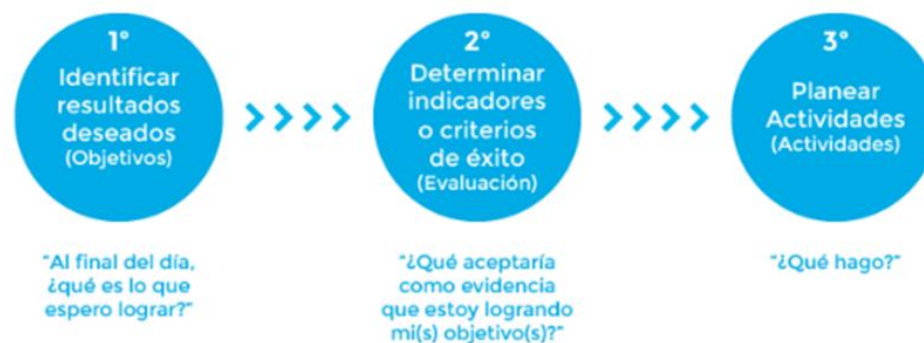 1°
Identificar
resultados
deseados
(Objetivos)
"Al final del día,
¿qué es lo que
espero lograr?"
2°
Determinar
indicadores
o criterios
de éxito
(Evaluación)
"¿Qué aceptaría
como evidencia
que estoy logrando
mi(s) objetivo(s)?"
3°
Planear
Actividades
(Actividades)
"¿Qué hago?"